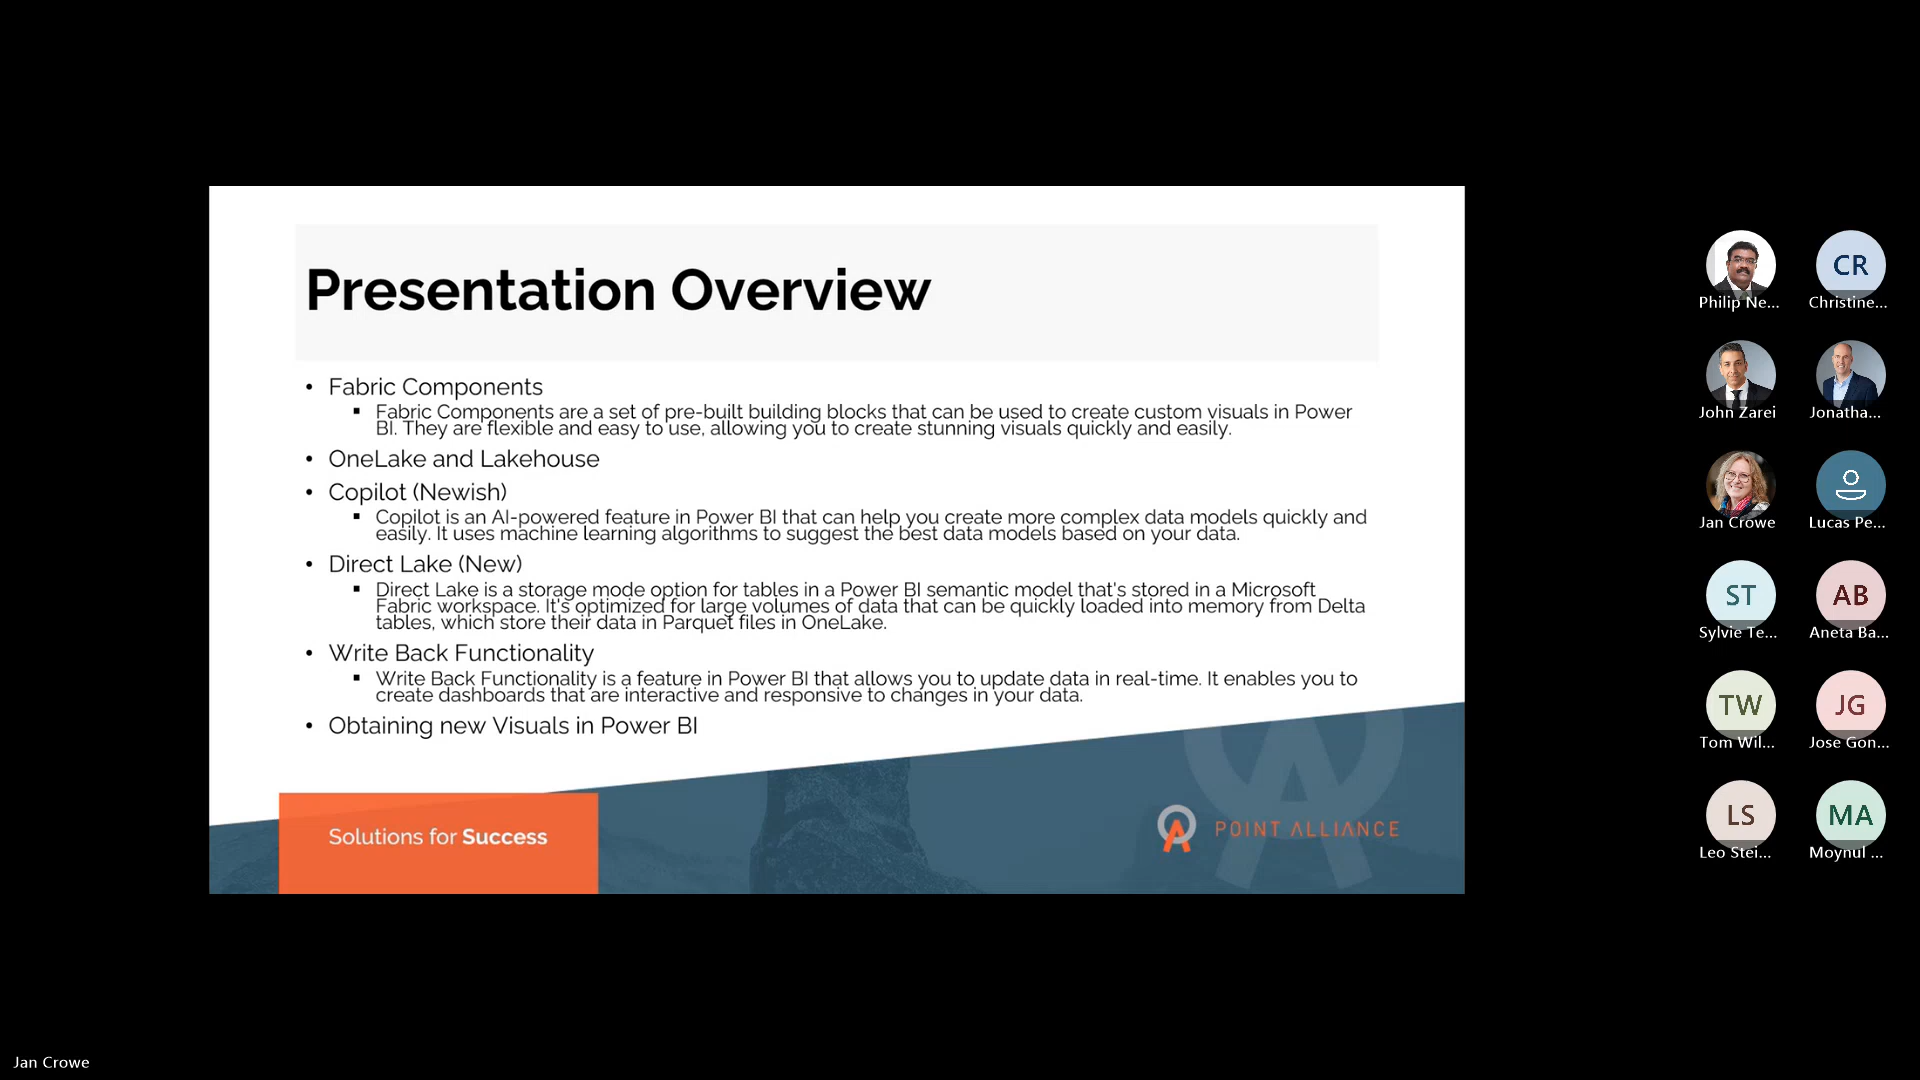 Presentation Overview
• Fabric Components
▪ Fabric Components are a set of pre-built building blocks that can be used to create custom visuals in Power
BI. They are flexible and easy to use, allowing you to create stunning visuals quickly and easily.
• OneLake and Lakehouse
• Copilot (Newish)
▪ Copilot is an AI-powered feature in Power BI that can help you create more complex data models quickly and
easily. It uses machine learning algorithms to suggest the best data models based on your data.
• Direct Lake (New)
▪ Direct Lake is a storage mode option for tables in a Power BI semantic model that's stored in a Microsoft
Fabric workspace. It's optimized for large volumes of data that can be quickly loaded into memory from Delta
tables, which store their data in Parquet files in OneLake.
• Write Back Functionality
▪ Write Back Functionality is a feature in Power BI that allows you to update data in real-time. It enables you to
create dashboards that are interactive and responsive to changes in your data.
• Obtaining new Visuals in Power BI
Solutions for Success
POINT ALLIANCE
Philip Ne...
CR
Christine...
John Zarei
Jonatha...
Jan Crowe
Lucas Pe...
ST
Sylvie Te...
AB
Aneta Ba...
TW
Tom Wil...
JG
Jose Gon...
LS
Leo Stei...
MA
Moynul ...
Jan Crowe